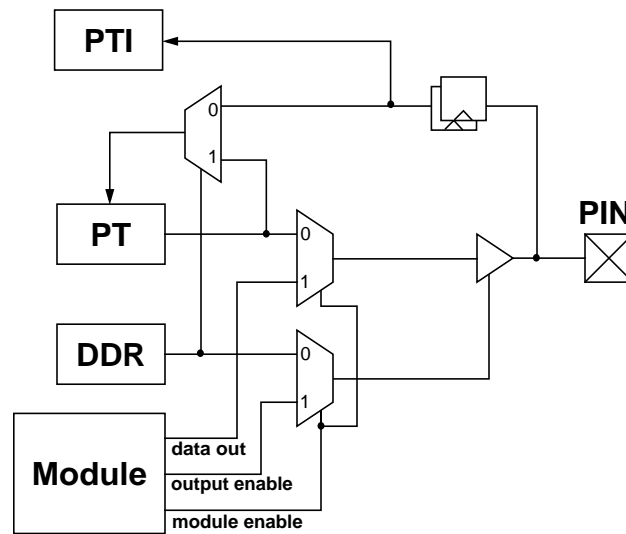 PTI
0
1
PIN
PT
0
1
DDR
0
1
Module
data out
output enable
module enable